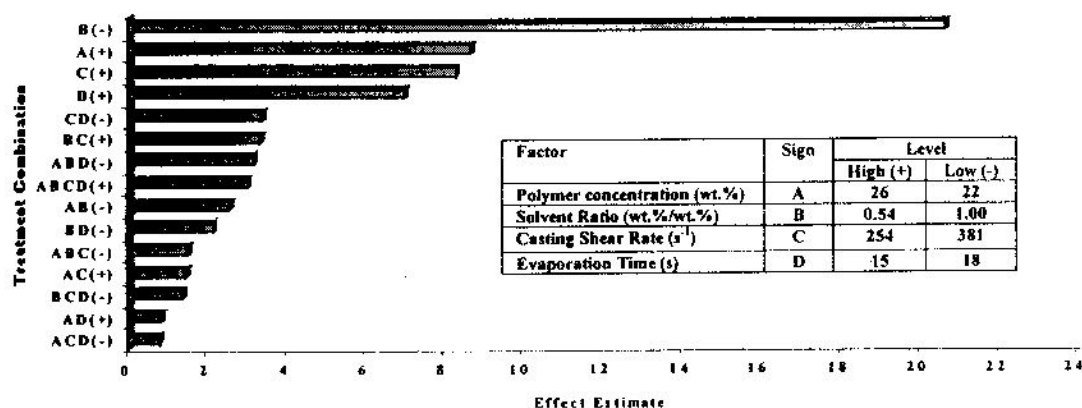 Treatment Combination
B(-)
A(+)
C(+)
D(+)
CD(-)
BC(+)
ABD(-)
ABCD(+)
AB(-)
BD(-)
ABC(-)
AC(+)
BCD(-)
AD(+)
ACD(-)
0 2 4 6 8 10 12 14 16 18 20 22 24
Effect Estimate
Factor Sign Level
High (+) Low (-)
Polymer concentration (wt.%) A 26 22
Solvent Ratio (wt.%/wt.%) B 0.54 1.00
Casting Shear Rate (s⁻¹) C 254 381
Evaporation Time (s) D 15 18